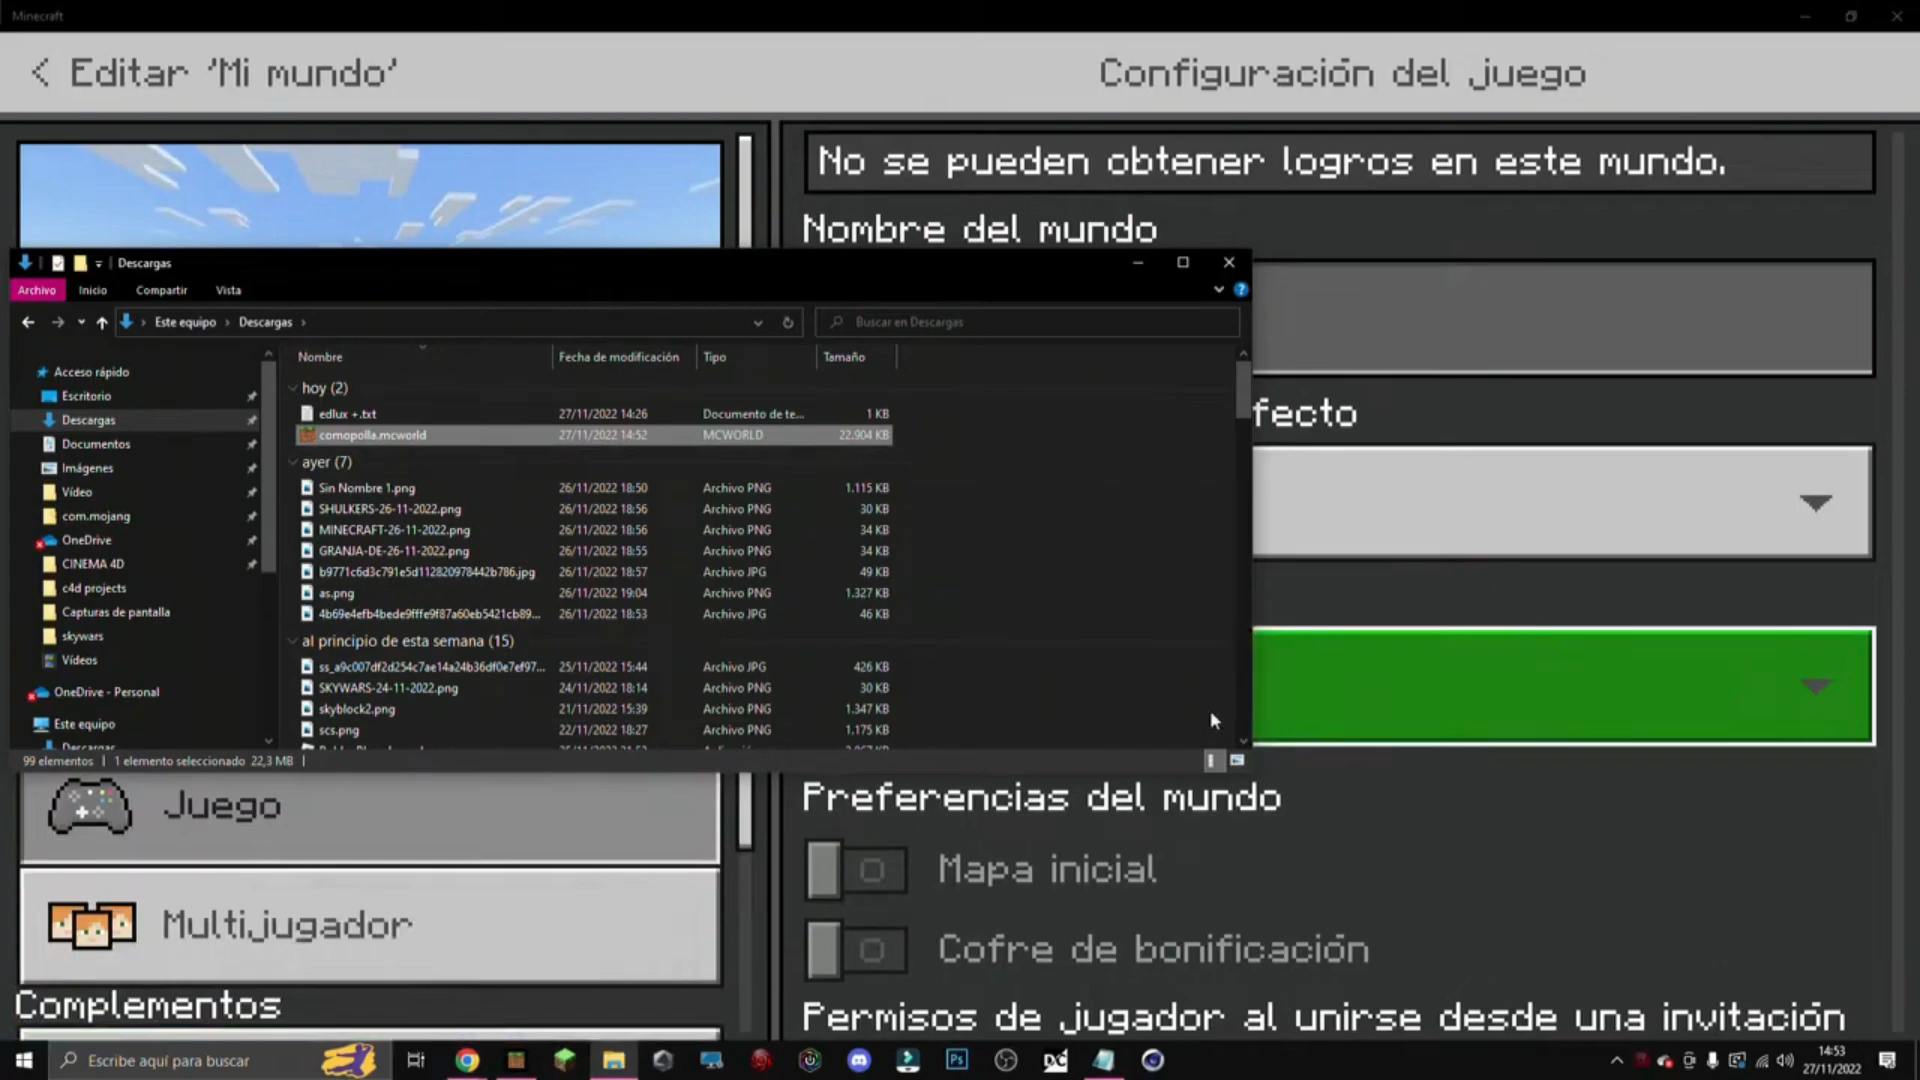 Minecraft
Editar 'Mi mundo'
Configuración del juego
No se pueden obtener logros en este mundo.
Nombre del mundo
Descargas
Archivo Inicio Compartir Vista
Este equipo Descargas
Buscar en Descargas
fecto
Nombre Fecha de modificación Tipo Tamaño
Acceso rápido
Escritorio
Descargas
Documentos
Imágenes
Vídeo
com.mojang
OneDrive
CINEMA 4D
c4d projects
Capturas de pantalla
skywars
Vídeos
OneDrive - Personal
Este equipo
Descargas
hoy (2)
edlux +.txt 27/11/2022 14:26 Documento de te... 1 KB
comopolla.mcworld 27/11/2022 14:52 MCWORLD 22.904 KB
ayer (7)
Sin Nombre 1.png 26/11/2022 18:50 Archivo PNG 1.115 KB
SHULKERS-26-11-2022.png 26/11/2022 18:56 Archivo PNG 30 KB
MINECRAFT-26-11-2022.png 26/11/2022 18:56 Archivo PNG 34 KB
GRANJA-DE-26-11-2022.png 26/11/2022 18:55 Archivo PNG 34 KB
b9771c6d3c791e5d112820978442b786.jpg 26/11/2022 18:57 Archivo JPG 49 KB
as.png 26/11/2022 19:04 Archivo PNG 1.327 KB
4b69e4efb4bede9fffe9f87a60eb5421cb89... 26/11/2022 18:53 Archivo JPG 46 KB
al principio de esta semana (15)
ss_a9c007df2d254c7ae14a24b36df0e7ef97... 25/11/2022 15:44 Archivo JPG 426 KB
SKYWARS-24-11-2022.png 24/11/2022 18:14 Archivo PNG 30 KB
skyblock2.png 21/11/2022 15:39 Archivo PNG 1.347 KB
scs.png 22/11/2022 18:27 Archivo PNG 1.175 KB
99 elementos 1 elemento seleccionado 22,3 MB
Juego
Multijugador
Complementos
Preferencias del mundo
Mapa inicial
Cofre de bonificación
Permisos de jugador al unirse desde una invitación
Escribe aquí para buscar
Ps
DC
14:53
27/11/2022